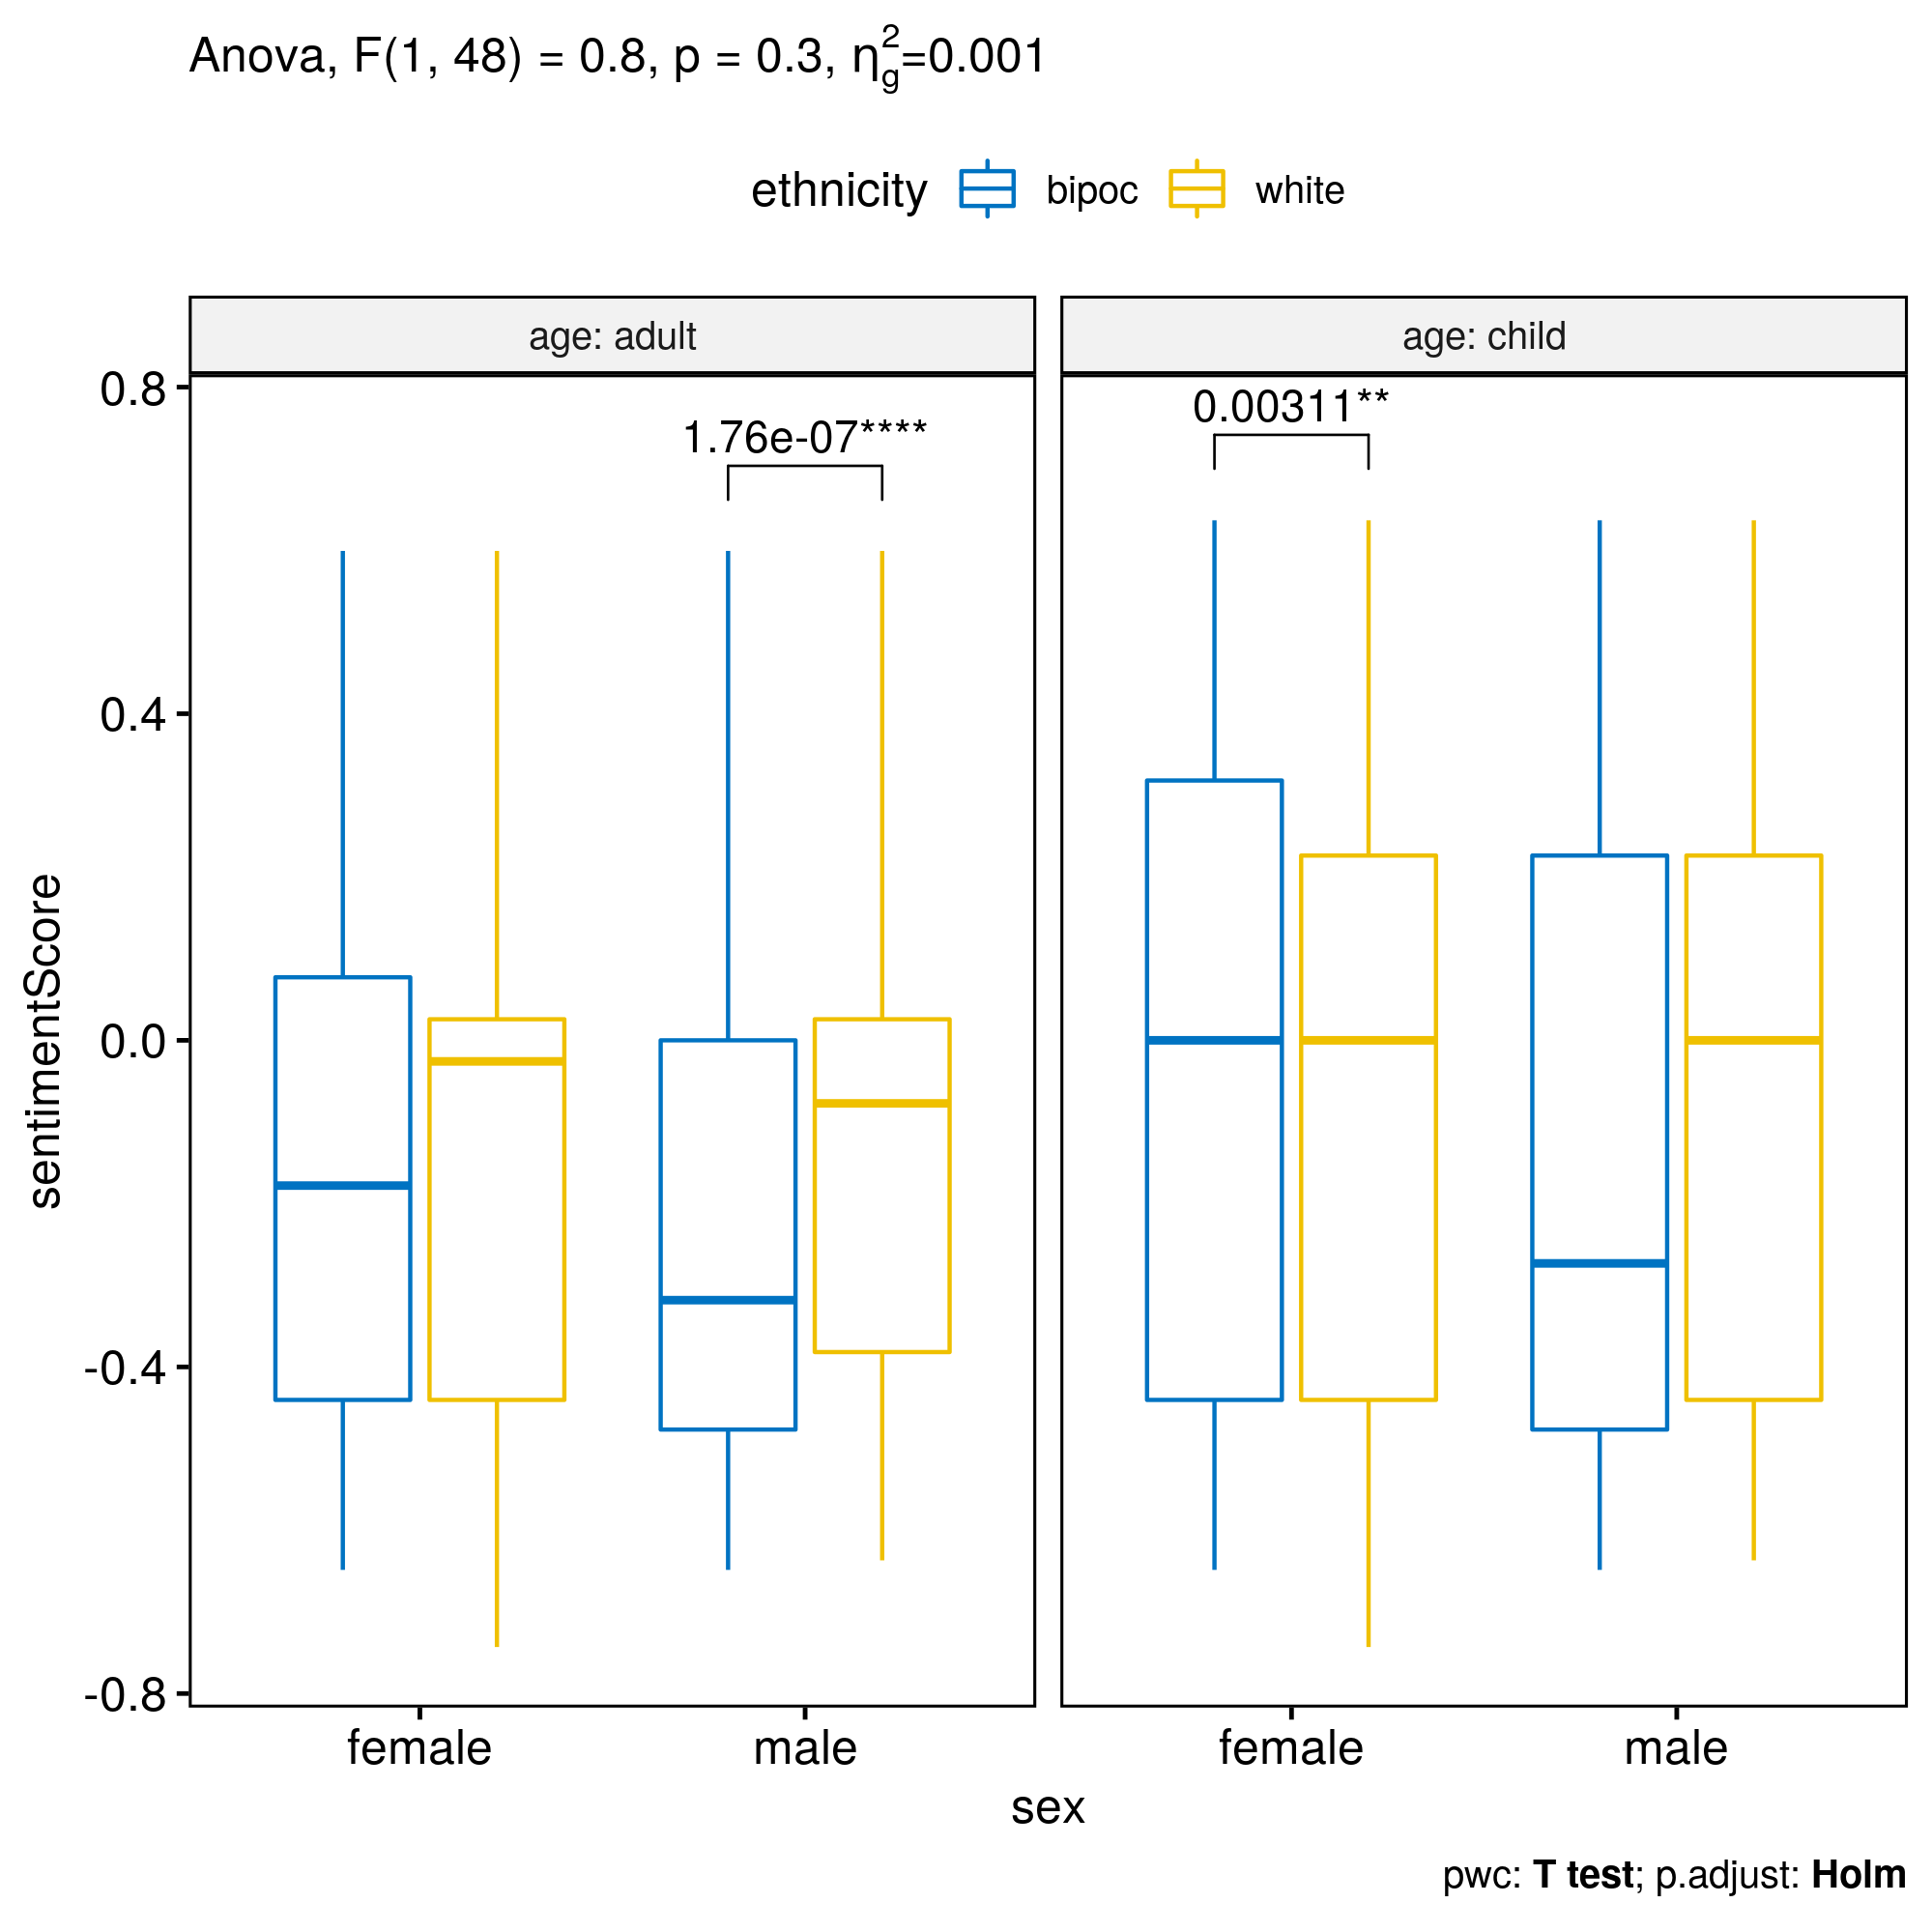 Anova, F(1, 48) = 0.8, p = 0.3, η²g=0.001
ethnicity bipoc white
age: adult age: child
0.8
0.4
0.0
-0.4
-0.8
1.76e-07****
0.00311**
sentimentScore
female male female male
sex
pwc: T test; p.adjust: Holm